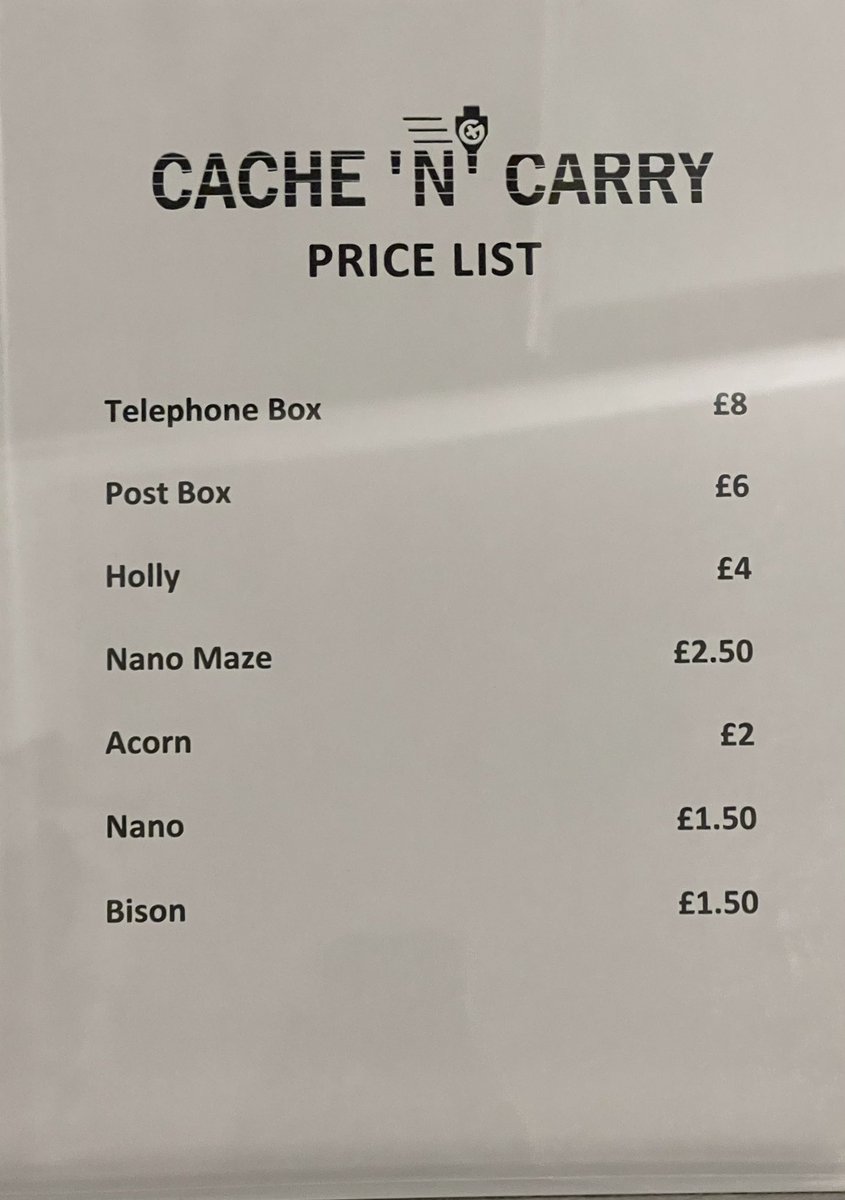 CACHE 'N' CARRY
PRICE LIST
Telephone Box £8
Post Box £6
Holly £4
Nano Maze £2.50
Acorn £2
Nano £1.50
Bison £1.50